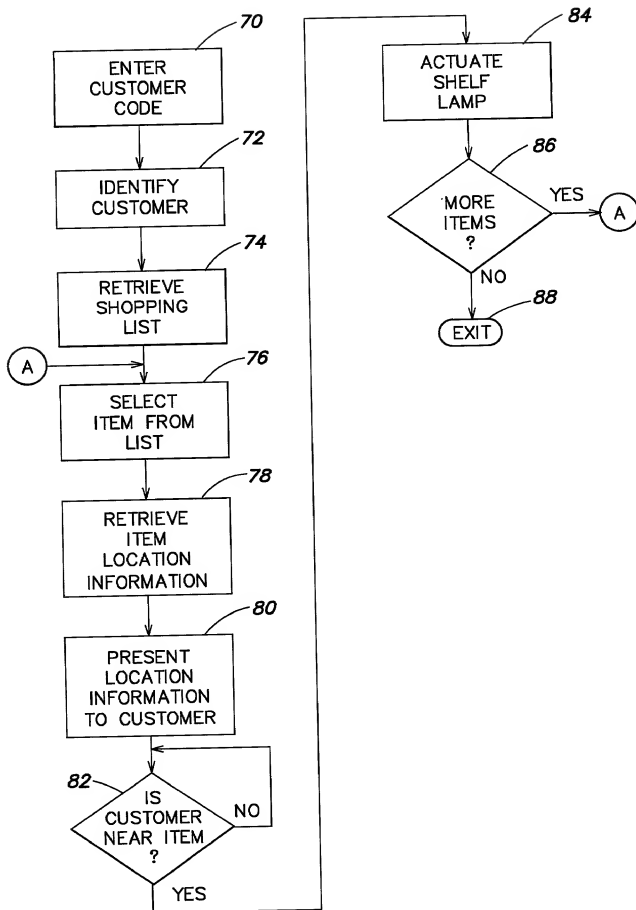 70
ENTER
CUSTOMER
CODE
72
IDENTIFY
CUSTOMER
74
RETRIEVE
SHOPPING
LIST
A
76
SELECT
ITEM FROM
LIST
78
RETRIEVE
ITEM
LOCATION
INFORMATION
80
PRESENT
LOCATION
INFORMATION
TO CUSTOMER
82
IS
CUSTOMER
NEAR ITEM
?
NO
YES
84
ACTUATE
SHELF
LAMP
86
MORE
ITEMS
?
YES
A
NO
88
EXIT